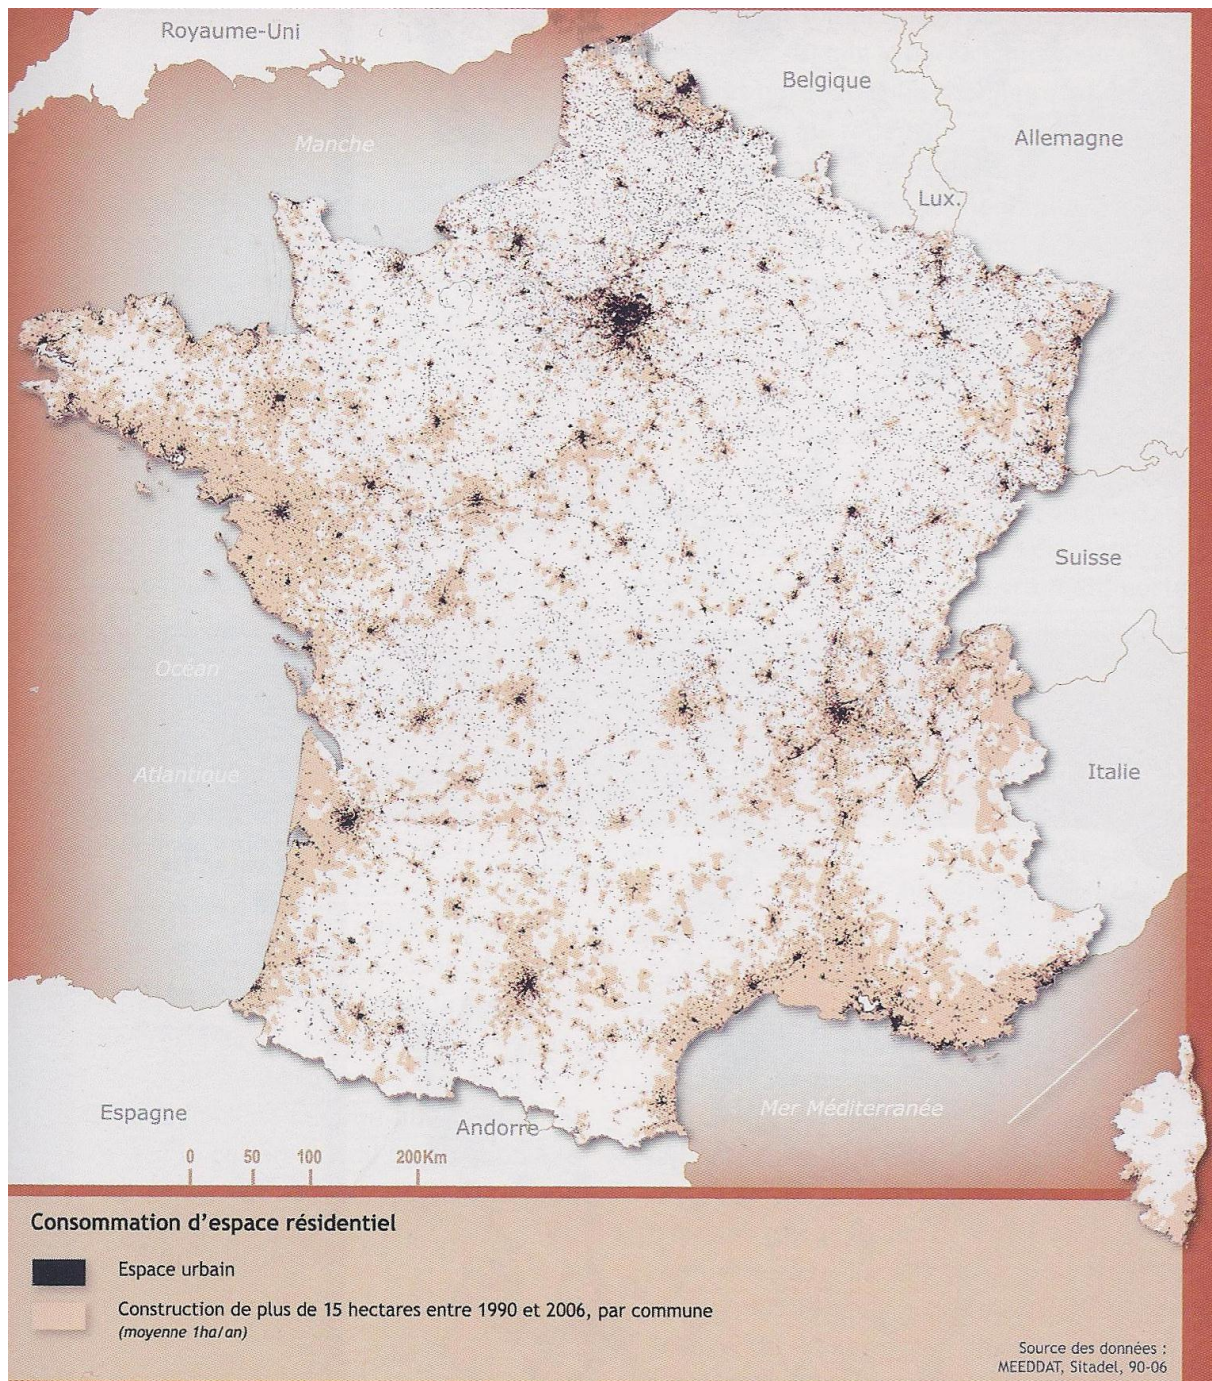 Royaume-Uni
Belgique
Manche
Allemagne
Lux.
Suisse
Océan
Atlantique
Italie
Espagne
Andorre
Mer Méditerranée
0 50 100 200Km
Consommation d'espace résidentiel
Espace urbain
Construction de plus de 15 hectares entre 1990 et 2006, par commune
(moyenne 1ha/an)
Source des données :
MEEDDAT, Sitadel, 90-06